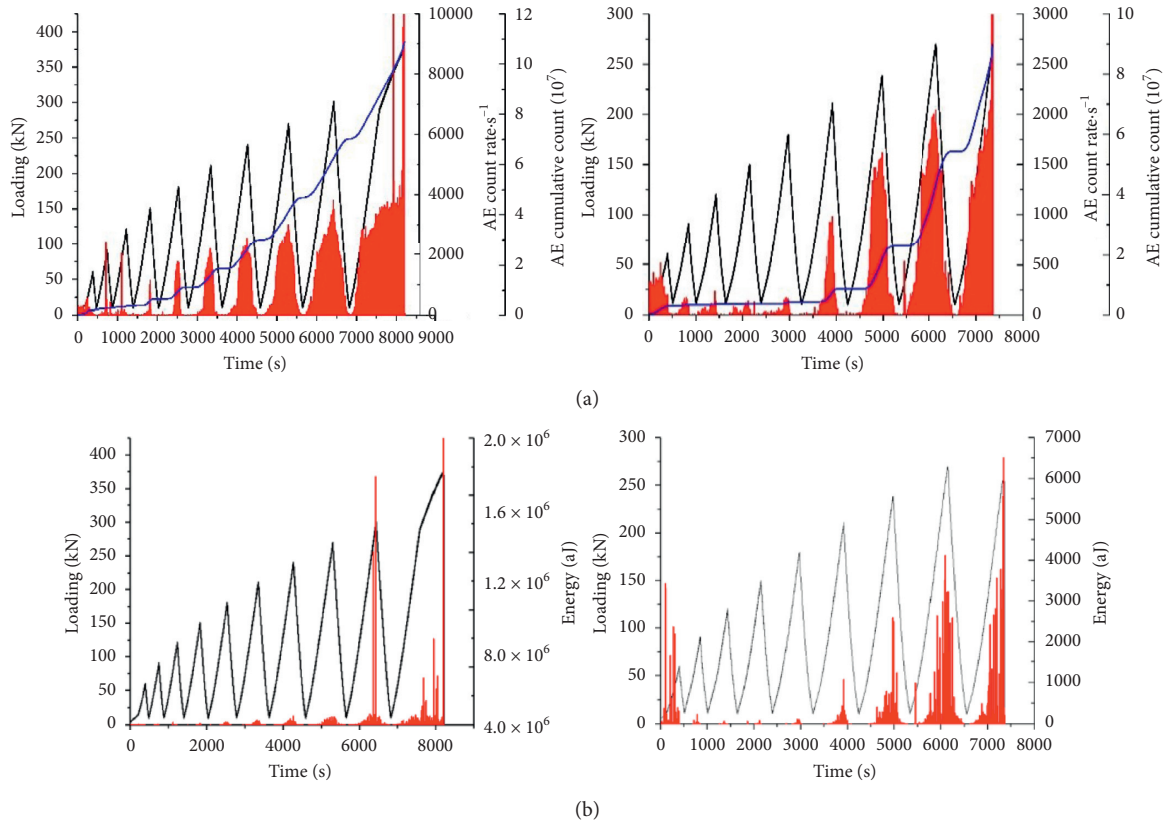 400
350
300
250
200
150
100
50
0
Loading (kN)
10000
8000
6000
4000
2000
0
AE count rate·s⁻¹
12
10
8
6
4
2
0
AE cumulative count (10⁷)
0 1000 2000 3000 4000 5000 6000 7000 8000 9000
Time (s)
300
250
200
150
100
50
0
Loading (kN)
3000
2500
2000
1500
1000
500
0
AE count rate·s⁻¹
10
8
6
4
2
0
AE cumulative count (10⁷)
0 1000 2000 3000 4000 5000 6000 7000 8000
Time (s)
(a)
400
350
300
250
200
150
100
50
0
Loading (kN)
2.0 × 10⁶
1.6 × 10⁶
1.2 × 10⁶
8.0 × 10⁶
4.0 × 10⁶
Energy (aJ)
0 2000 4000 6000 8000
Time (s)
300
250
200
150
100
50
0
Loading (kN)
7000
6000
5000
4000
3000
2000
1000
0
Energy (aJ)
0 1000 2000 3000 4000 5000 6000 7000 8000
Time (s)
(b)